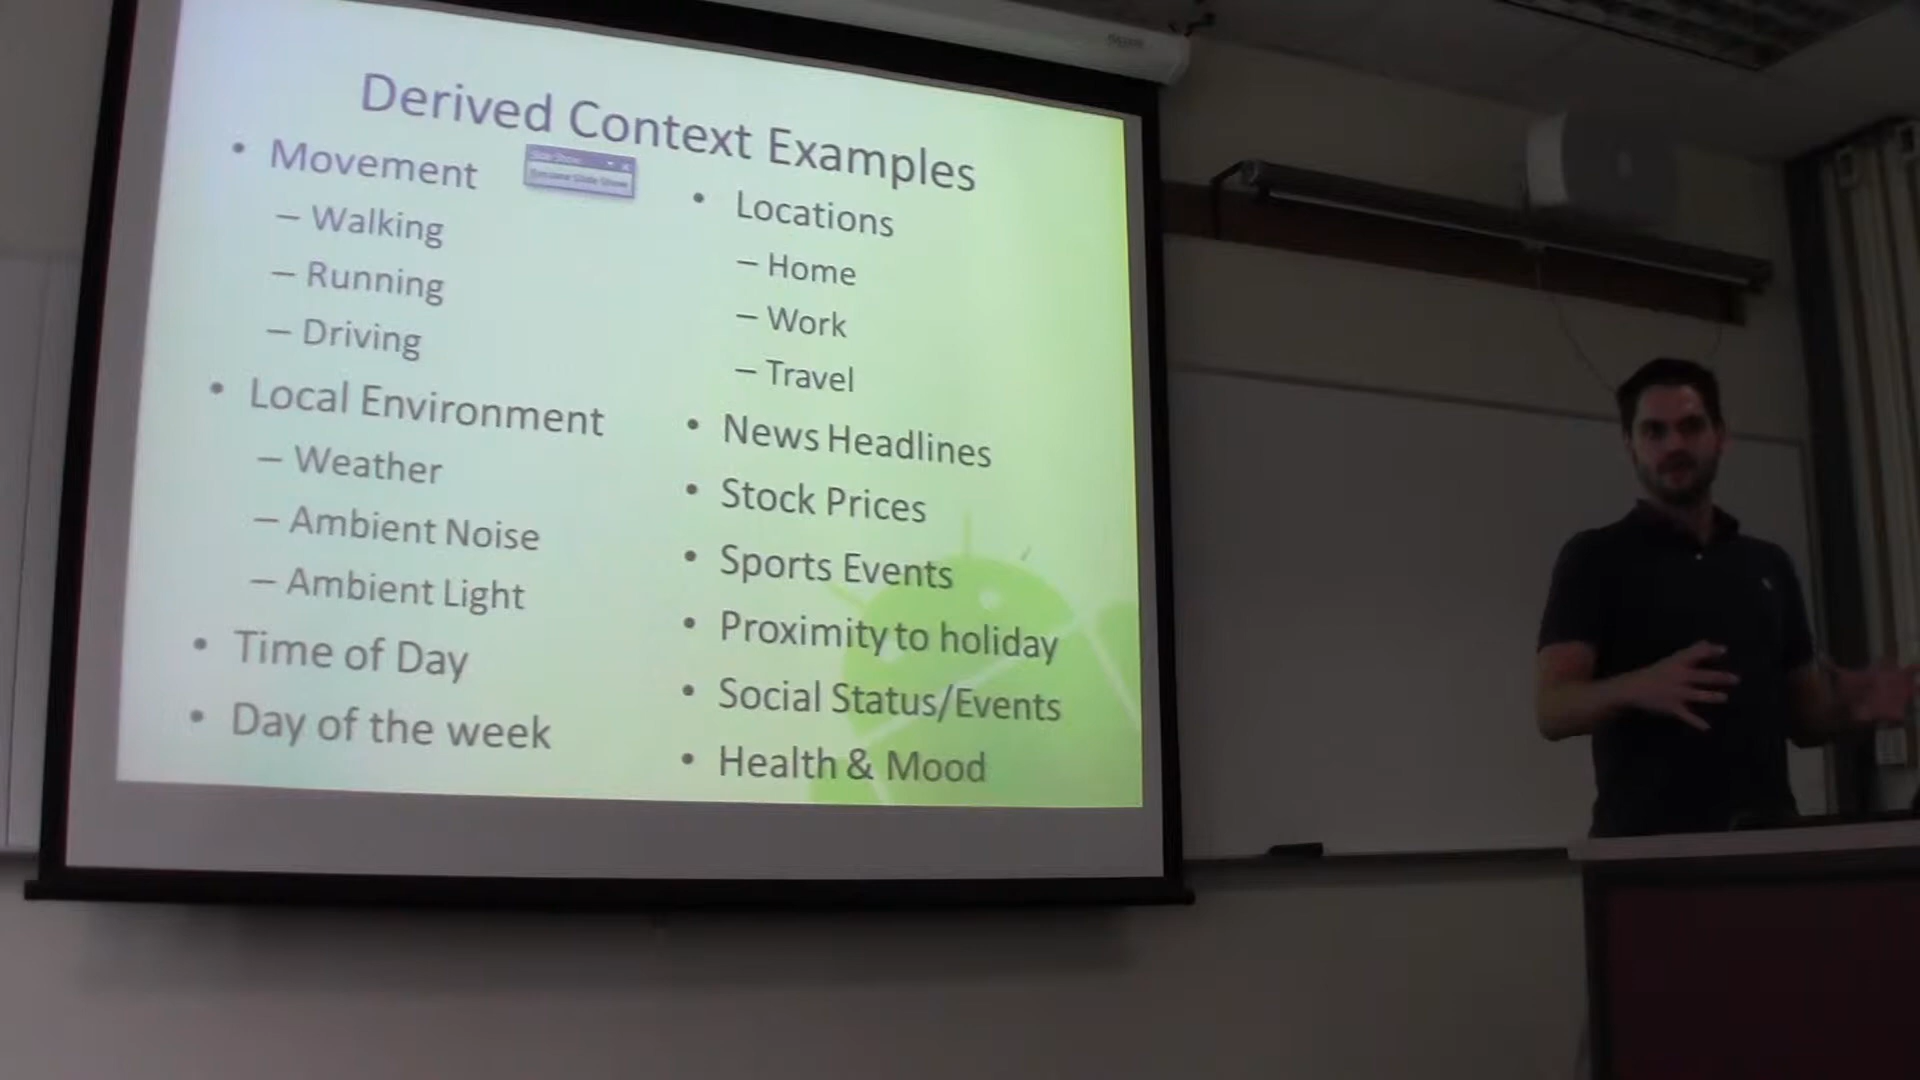 Derived Context Examples
• Movement
– Walking
– Running
– Driving
• Local Environment
– Weather
– Ambient Noise
– Ambient Light
• Time of Day
• Day of the week
• Locations
– Home
– Work
– Travel
• News Headlines
• Stock Prices
• Sports Events
• Proximity to holiday
• Social Status/Events
• Health & Mood